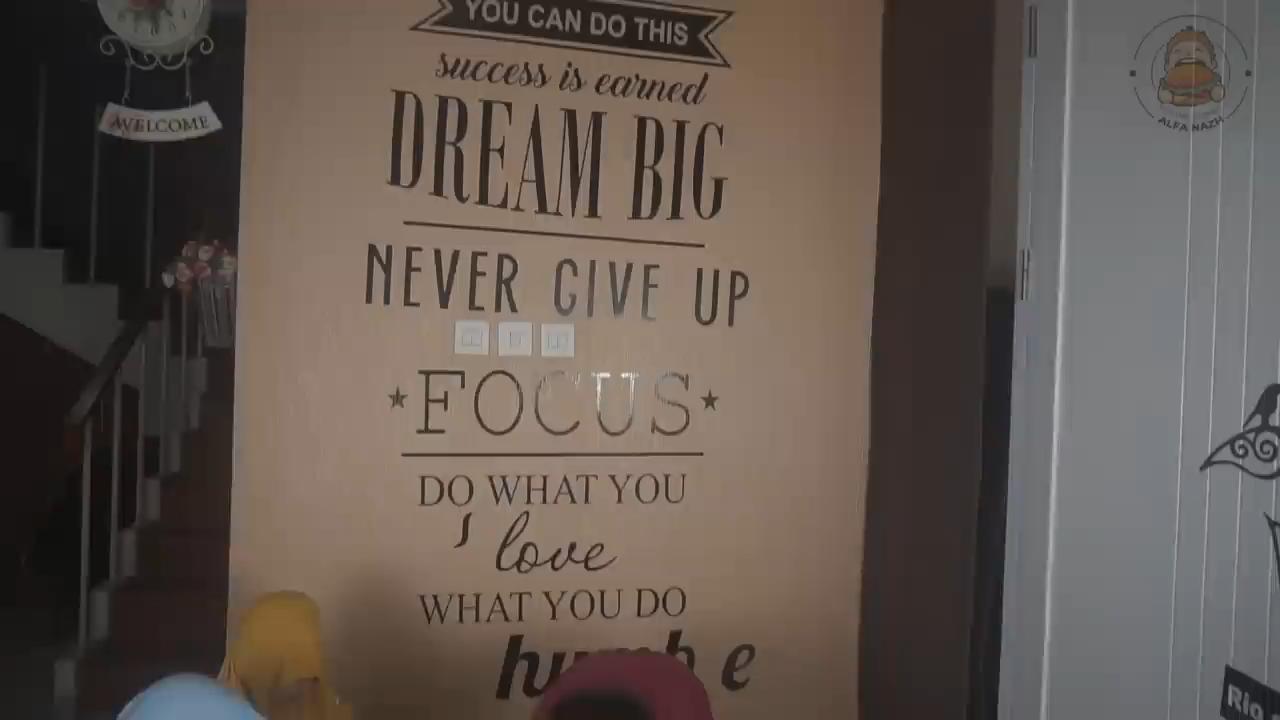 YOU CAN DO THIS
success is earned
DREAM BIG
NEVER GIVE UP
FOCUS
DO WHAT YOU
love
WHAT YOU DO
WELCOME
ALFA NAZH